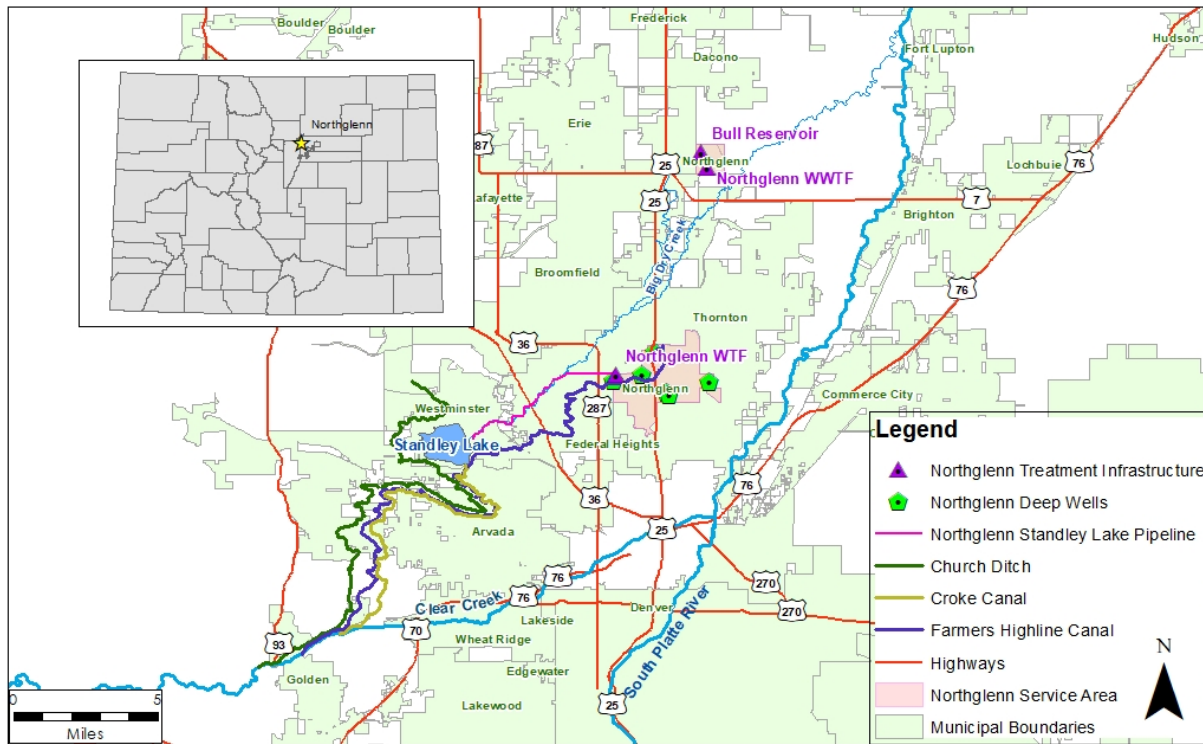 Boulder
Boulder
Frederick
Dacono
Fort Lupton
Hudson
Northglenn
Erie
87
25
Bull Reservoir
Northglenn
Northglenn WWTF
Lochbuie
76
Lafayette
25
7
Brighton
Big Dry Creek
Broomfield
76
Thornton
36
Northglenn WTF
Northglenn
287
Westminster
Commerce City
Standley Lake
Federal Heights
76
36
Arvada
25
76
270
Clear Creek
76
Denver
270
Lakeside
70
93
Wheat Ridge
Edgewater
South Platte River
Golden
Lakewood
25
0 5
Miles
Legend
Northglenn Treatment Infrastructure
Northglenn Deep Wells
Northglenn Standley Lake Pipeline
Church Ditch
Croke Canal
Farmers Highline Canal
Highways
Northglenn Service Area
Municipal Boundaries
N